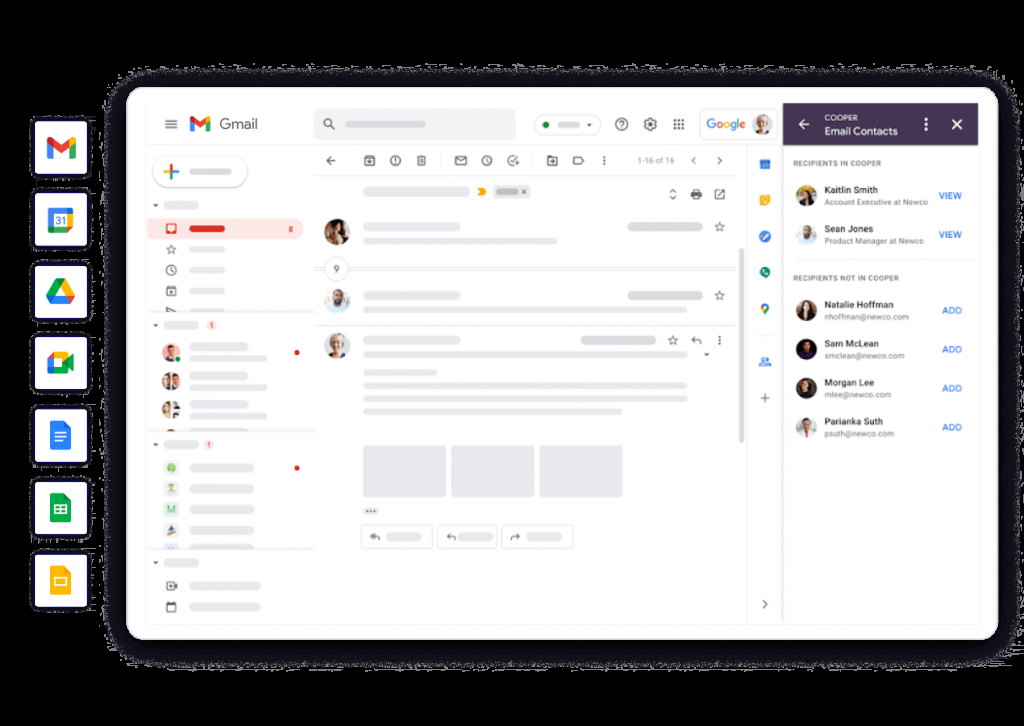 31
Gmail
Google
1-16 of 16
8
9
1
1
M
COOPER
Email Contacts
RECIPIENTS IN COOPER
Kaitlin Smith
Account Executive at Newco
VIEW
Sean Jones
Product Manager at Newco
VIEW
RECIPIENTS NOT IN COOPER
Natalie Hoffman
nhoffman@newco.com
ADD
Sam McLean
smclean@newco.com
ADD
Morgan Lee
mlee@newco.com
ADD
Parianka Suth
psuth@newco.com
ADD